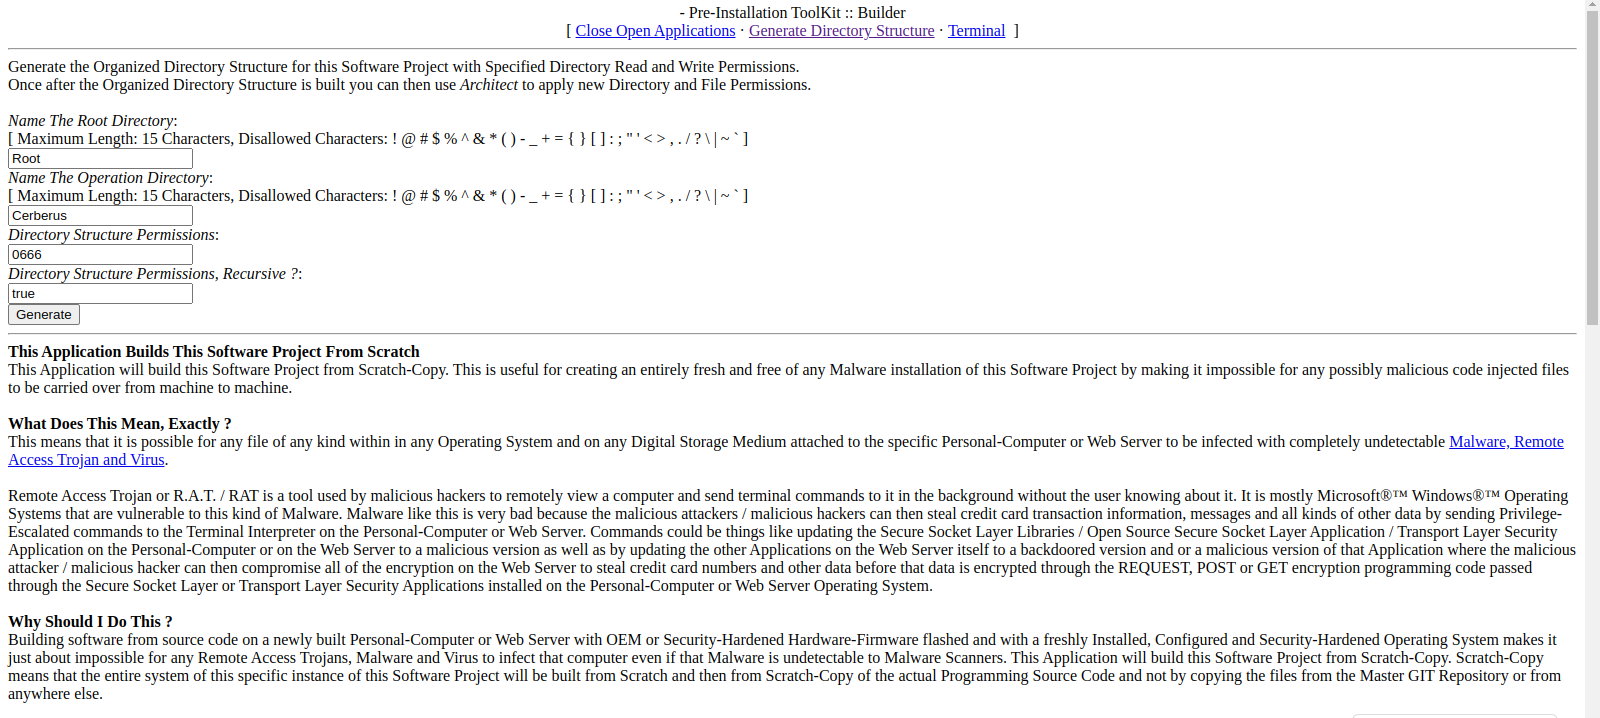 - Pre-Installation ToolKit :: Builder
[ Close Open Applications · Generate Directory Structure · Terminal ]
Generate the Organized Directory Structure for this Software Project with Specified Directory Read and Write Permissions.
Once after the Organized Directory Structure is built you can then use Architect to apply new Directory and File Permissions.
Name The Root Directory:
[ Maximum Length: 15 Characters, Disallowed Characters: ! @ # $ % ^ & * ( ) - _ + = { } [ ] : ; " ' < > , . / ? \ | ~ ` ]
Root
Name The Operation Directory:
[ Maximum Length: 15 Characters, Disallowed Characters: ! @ # $ % ^ & * ( ) - _ + = { } [ ] : ; " ' < > , . / ? \ | ~ ` ]
Cerberus
Directory Structure Permissions:
0666
Directory Structure Permissions, Recursive ?:
true
Generate
This Application Builds This Software Project From Scratch
This Application will build this Software Project from Scratch-Copy. This is useful for creating an entirely fresh and free of any Malware installation of this Software Project by making it impossible for any possibly malicious code injected files
to be carried over from machine to machine.
What Does This Mean, Exactly ?
This means that it is possible for any file of any kind within in any Operating System and on any Digital Storage Medium attached to the specific Personal-Computer or Web Server to be infected with completely undetectable Malware, Remote
Access Trojan and Virus.
Remote Access Trojan or R.A.T. / RAT is a tool used by malicious hackers to remotely view a computer and send terminal commands to it in the background without the user knowing about it. It is mostly Microsoft®™ Windows®™ Operating
Systems that are vulnerable to this kind of Malware. Malware like this is very bad because the malicious attackers / malicious hackers can then steal credit card transaction information, messages and all kinds of other data by sending Privilege-
Escalated commands to the Terminal Interpreter on the Personal-Computer or Web Server. Commands could be things like updating the Secure Socket Layer Libraries / Open Source Secure Socket Layer Application / Transport Layer Security
Application on the Personal-Computer or on the Web Server to a malicious version as well as by updating the other Applications on the Web Server itself to a backdoored version and or a malicious version of that Application where the malicious
attacker / malicious hacker can then compromise all of the encryption on the Web Server to steal credit card numbers and other data before that data is encrypted through the REQUEST, POST or GET encryption programming code passed
through the Secure Socket Layer or Transport Layer Security Applications installed on the Personal-Computer or Web Server Operating System.
Why Should I Do This ?
Building software from source code on a newly built Personal-Computer or Web Server with OEM or Security-Hardened Hardware-Firmware flashed and with a freshly Installed, Configured and Security-Hardened Operating System makes it
just about impossible for any Remote Access Trojans, Malware and Virus to infect that computer even if that Malware is undetectable to Malware Scanners. This Application will build this Software Project from Scratch-Copy. Scratch-Copy
means that the entire system of this specific instance of this Software Project will be built from Scratch and then from Scratch-Copy of the actual Programming Source Code and not by copying the files from the Master GIT Repository or from
anywhere else.